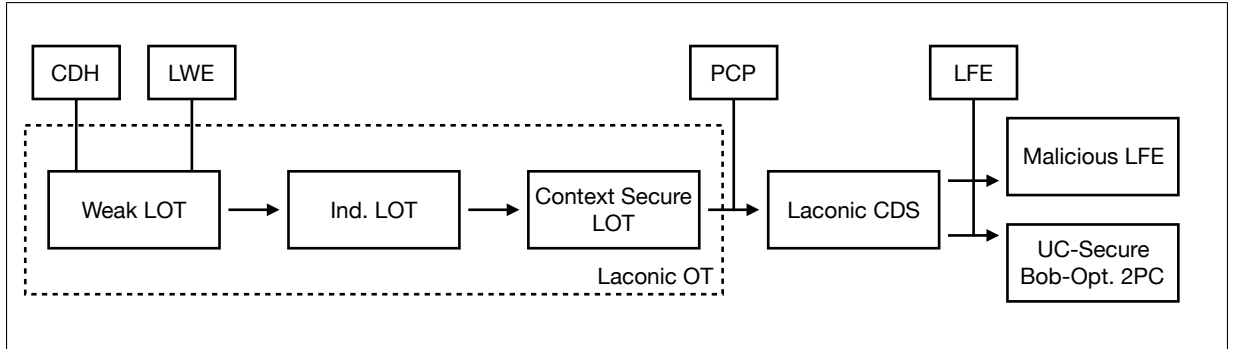 CDH
LWE
PCP
LFE
Weak LOT
Ind. LOT
Context Secure
LOT
Laconic CDS
Malicious LFE
UC-Secure
Bob-Opt. 2PC
Laconic OT